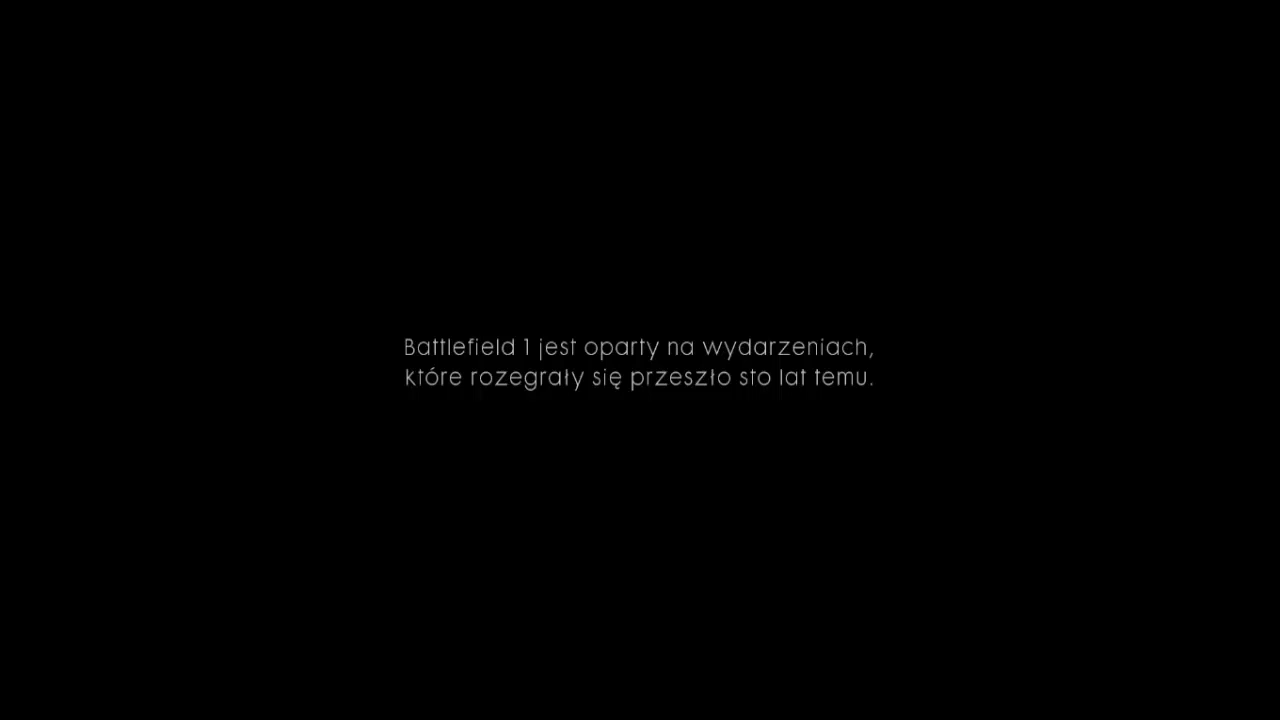 Battlefield 1 jest oparty na wydarzeniach,
które rozegrały się przeszło sto lat temu.